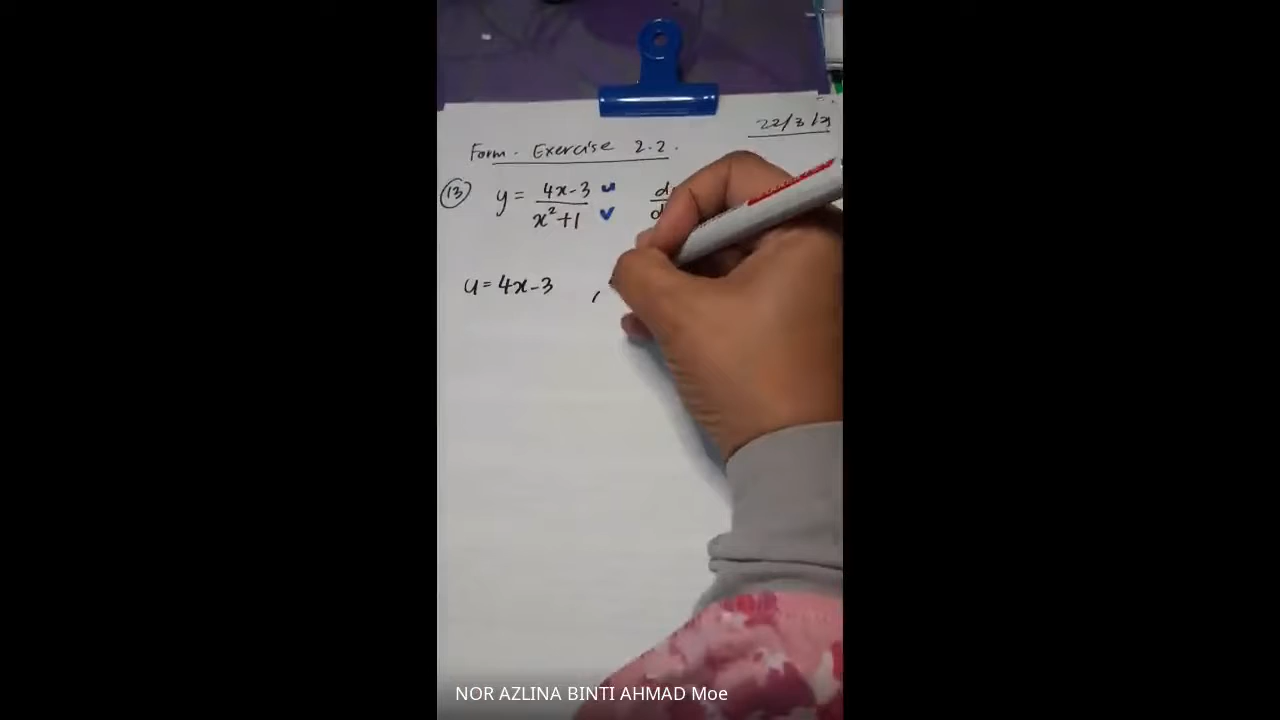 22/3/21
Form. Exercise 2.2.
13 y = 4x-3 u
x²+1 v
u = 4x-3 ,
NOR AZLINA BINTI AHMAD Moe